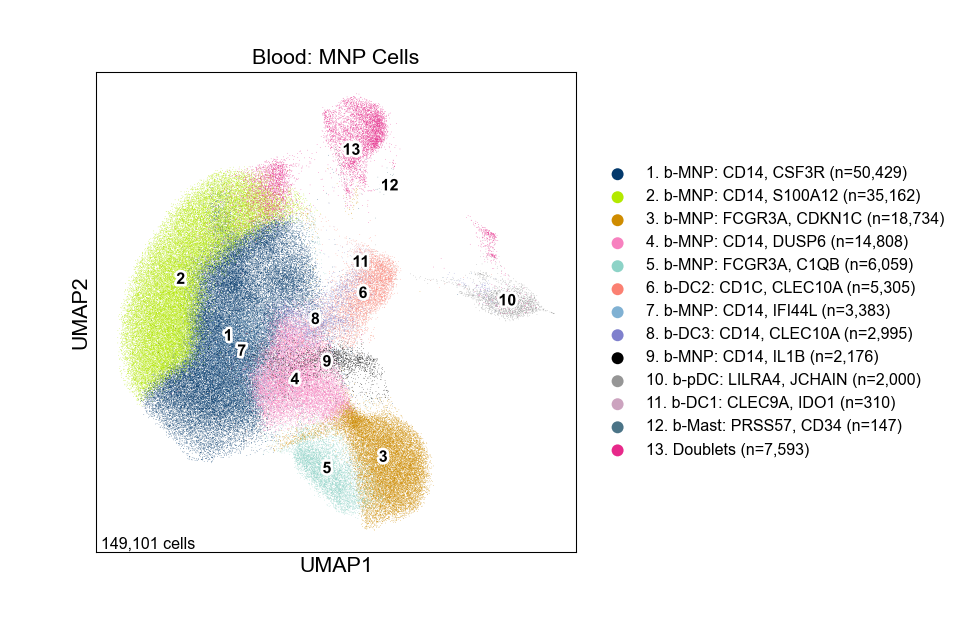 Blood: MNP Cells
13
12
11
2
6
10
8
1
7
9
4
3
5
149,101 cells
UMAP1
UMAP2
1. b-MNP: CD14, CSF3R (n=50,429)
2. b-MNP: CD14, S100A12 (n=35,162)
3. b-MNP: FCGR3A, CDKN1C (n=18,734)
4. b-MNP: CD14, DUSP6 (n=14,808)
5. b-MNP: FCGR3A, C1QB (n=6,059)
6. b-DC2: CD1C, CLEC10A (n=5,305)
7. b-MNP: CD14, IFI44L (n=3,383)
8. b-DC3: CD14, CLEC10A (n=2,995)
9. b-MNP: CD14, IL1B (n=2,176)
10. b-pDC: LILRA4, JCHAIN (n=2,000)
11. b-DC1: CLEC9A, IDO1 (n=310)
12. b-Mast: PRSS57, CD34 (n=147)
13. Doublets (n=7,593)